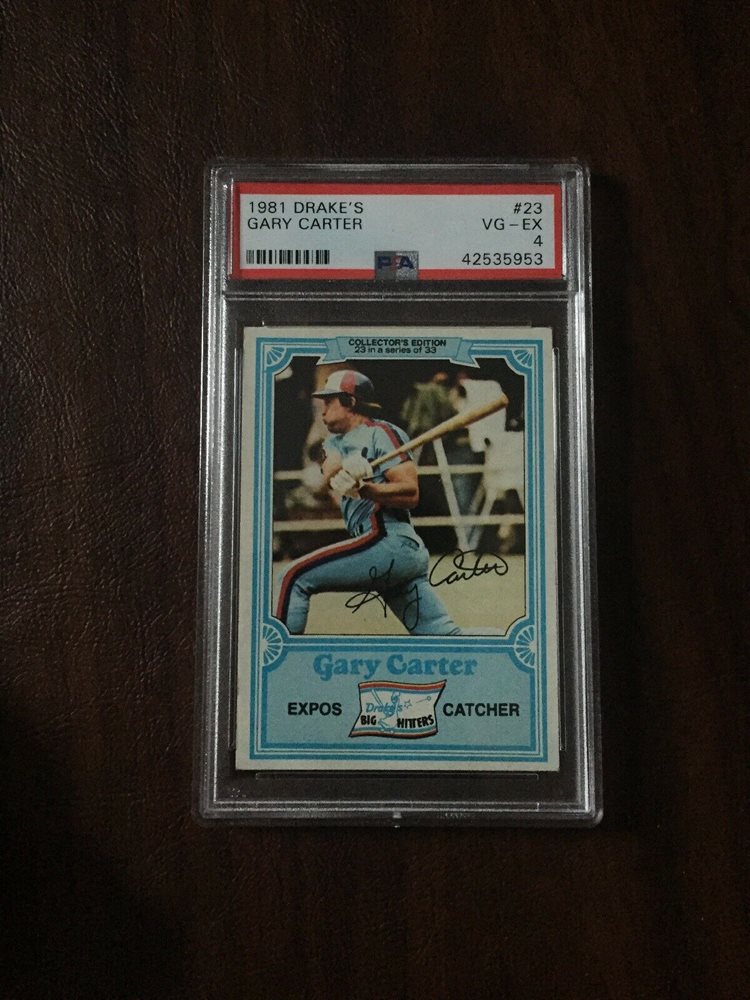 1981 DRAKE'S #23
GARY CARTER VG-EX
4
PSA 42535953
COLLECTOR'S EDITION
23 in a series of 33
Gary Carter
Gary Carter
EXPOS CATCHER
Drake's
BIG HITTERS